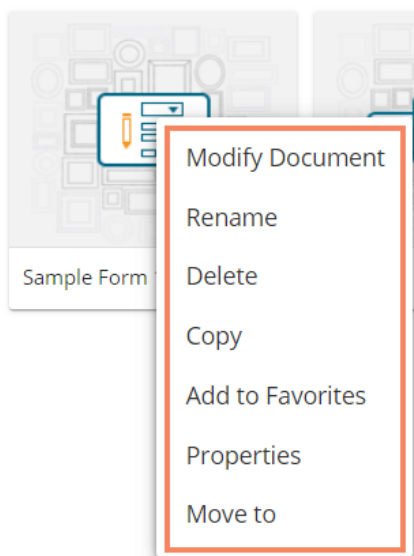 Modify Document
Rename
Sample Form
Delete
Copy
Add to Favorites
Properties
Move to